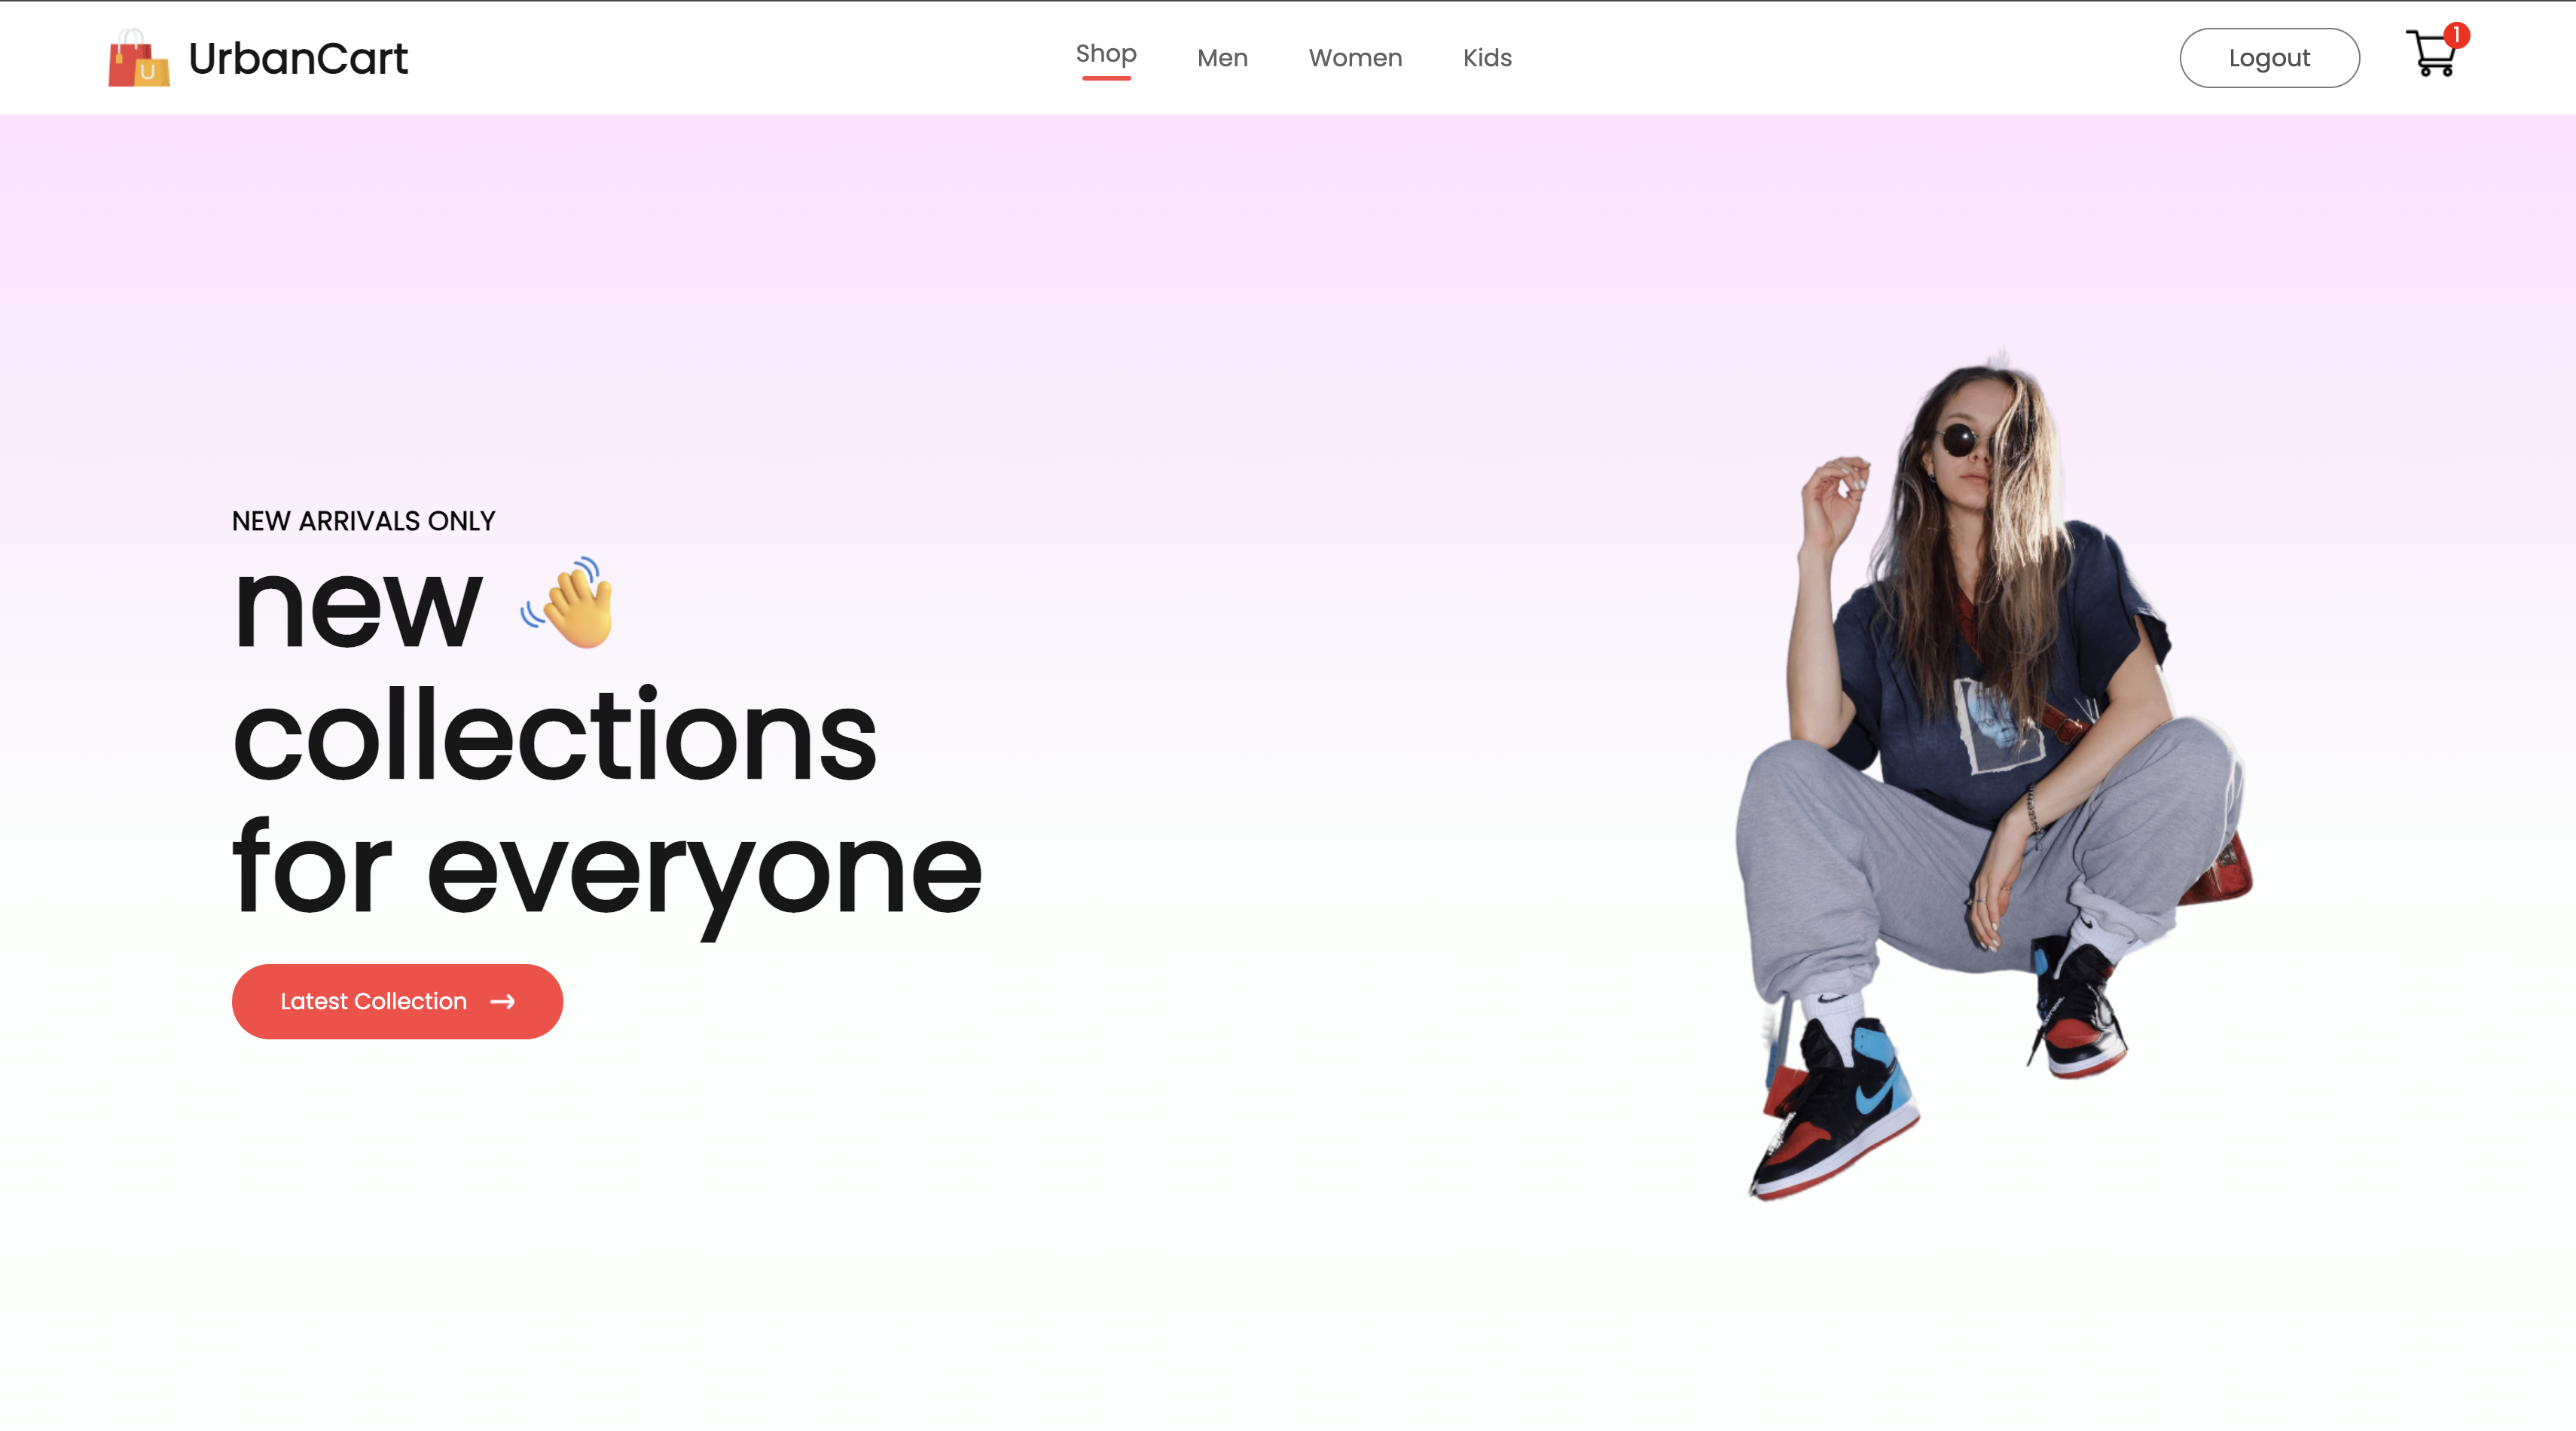 U
UrbanCart
Shop
Men
Women
Kids
Logout
1
NEW ARRIVALS ONLY
new
collections
for everyone
Latest Collection